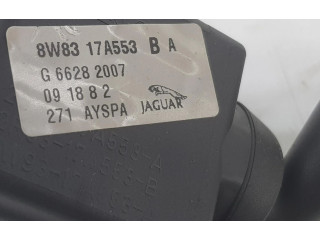 8W83 17A553 B A
G 6628 2007
09 18 8 2
271 AYSPA JAGUAR